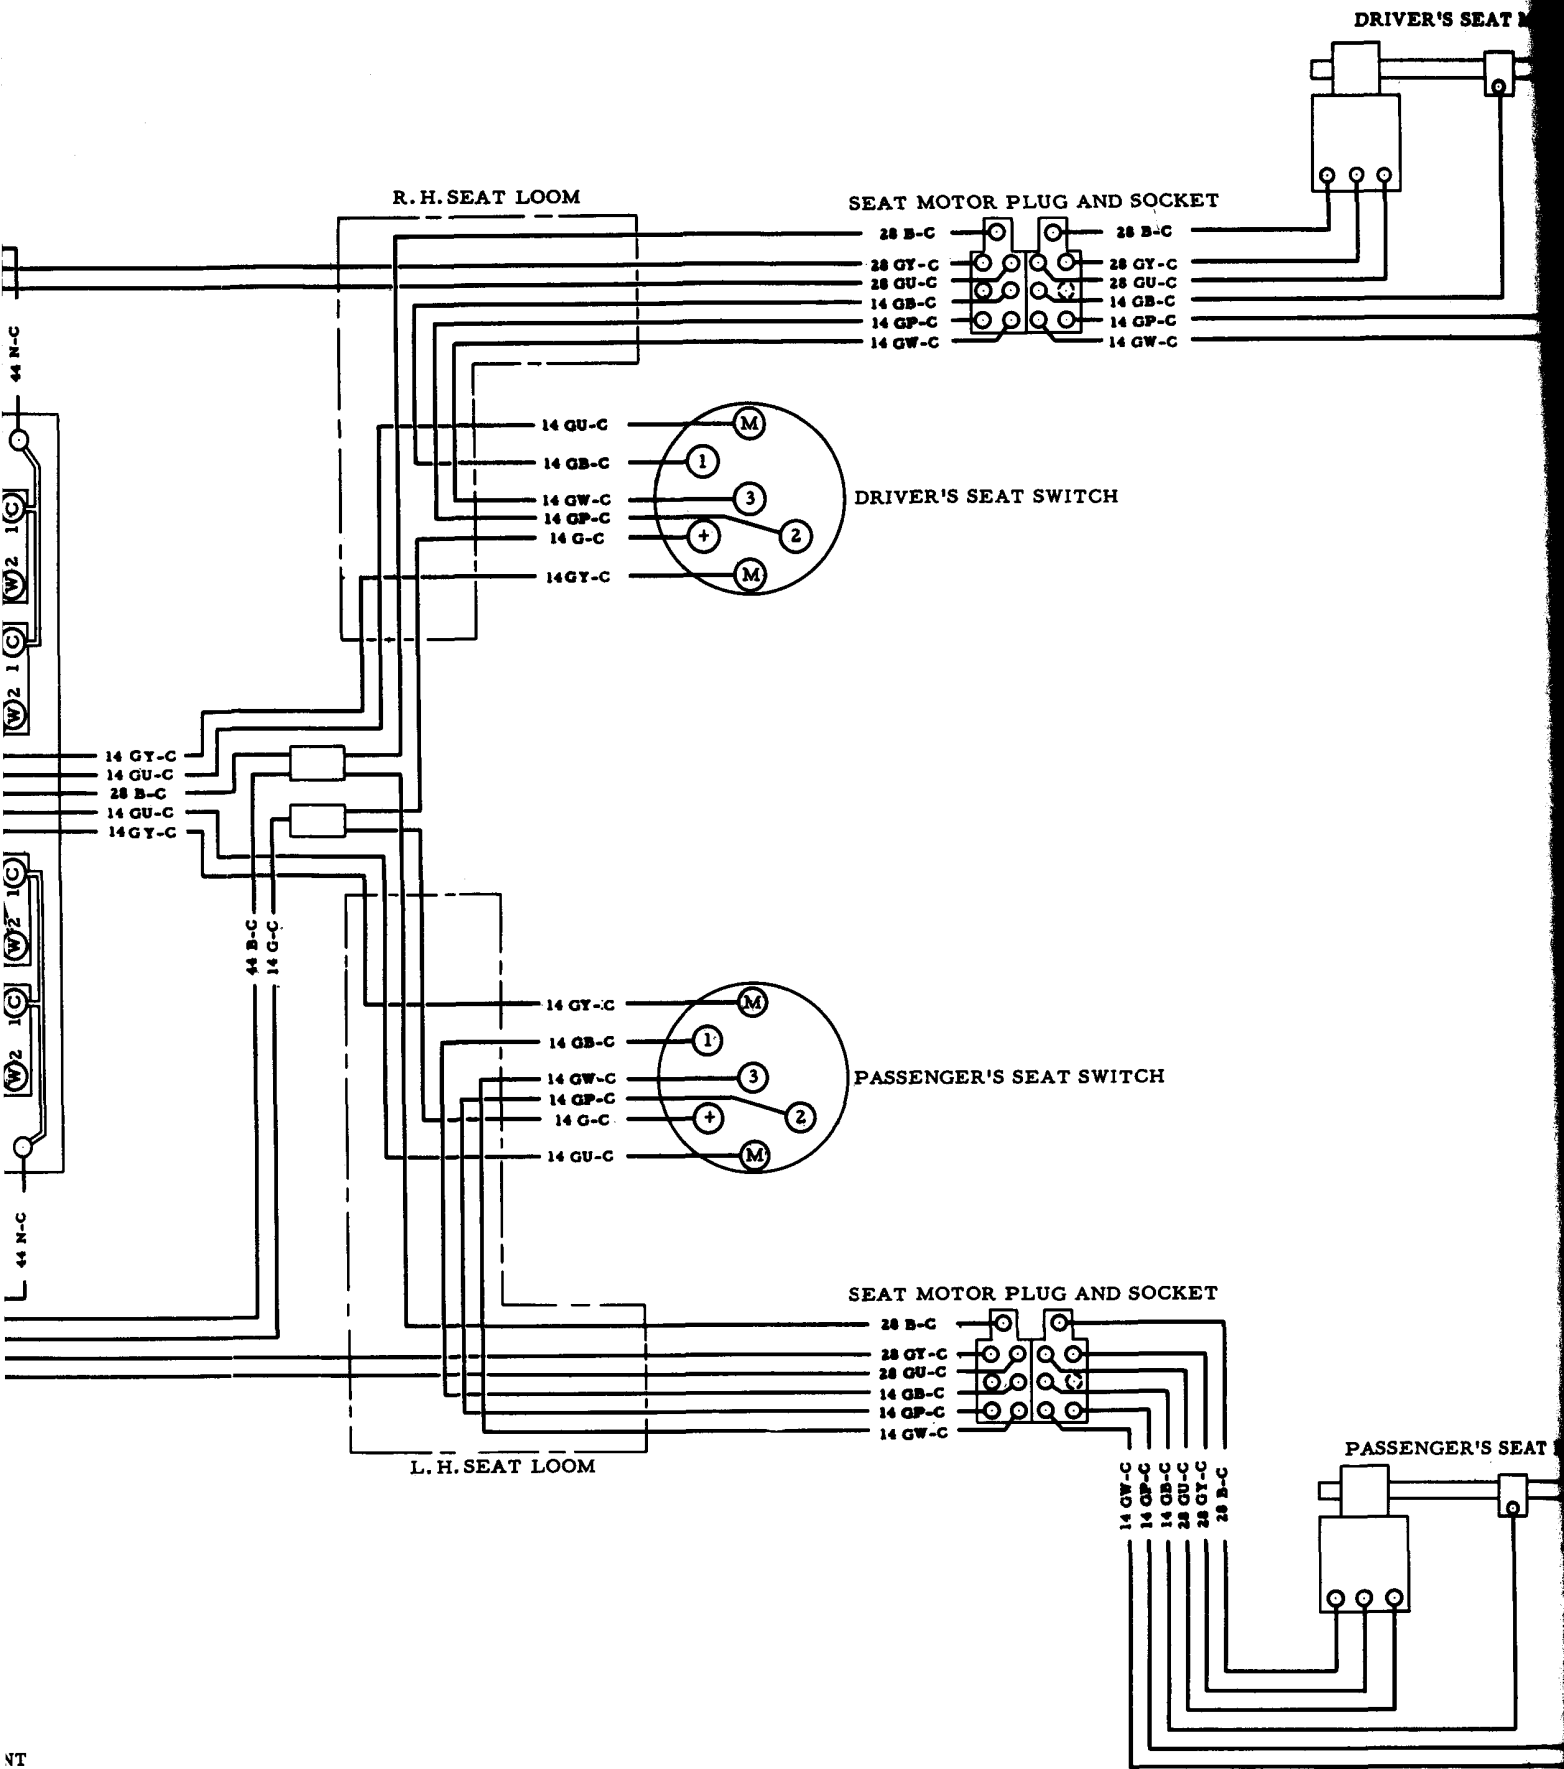 DRIVER'S SEAT
R.H. SEAT LOOM
SEAT MOTOR PLUG AND SOCKET
28 B-C
28 B-C
28 GY-C
28 GY-C
28 GU-C
28 GU-C
14 GB-C
14 GB-C
14 GP-C
14 GP-C
14 GW-C
14 GW-C
44 N-C
14 GU-C
M
14 GB-C
1
14 GW-C
3
DRIVER'S SEAT SWITCH
14 GP-C
14 G-C
+
2
14GY-C
M
1 C
W 2
1 C
W 2
14 GY-C
14 GU-C
28 B-C
14 GU-C
14GY-C
1 C
W 2
1 C
W 2
44 B-C
14 G-C
14 GY-C
M
14 GB-C
1
14 GW-C
3
PASSENGER'S SEAT SWITCH
14 GP-C
14 G-C
+
2
14 GU-C
M
44 N-C
SEAT MOTOR PLUG AND SOCKET
28 B-C
28 GY-C
28 GU-C
14 GB-C
14 GP-C
14 GW-C
L.H. SEAT LOOM
PASSENGER'S SEAT
14 GW-C
14 GP-C
14 GB-C
28 GU-C
28 GY-C
28 B-C
NT